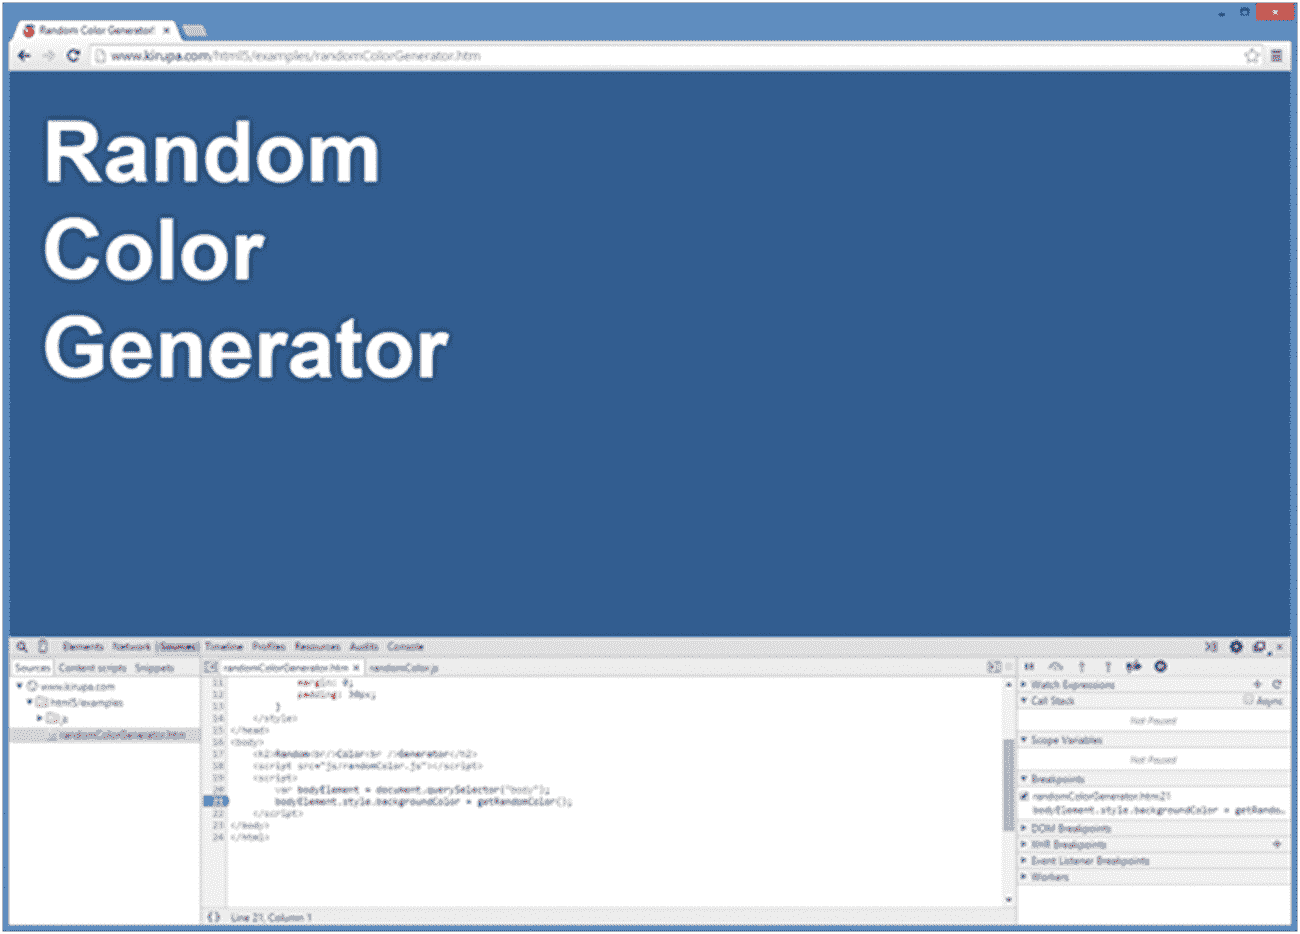 Random Color Generator!
www.kirupa.com/html5/examples/randomColorGenerator.htm
Random
Color
Generator
Elements Network Sources Timeline Profiles Resources Audits Console
Sources Content scripts Snippets
randomColorGenerator.htm randomColor.js
www.kirupa.com
html5/examples
js
randomColorGenerator.htm
11 margin: 0;
12 padding: 30px;
13 }
14 </style>
15 </head>
16 <body>
17 <h2>Random<br/>Color<br />Generator</h2>
18 <script src="js/randomColor.js"></script>
19 <script>
20 var bodyElement = document.querySelector("body");
21 bodyElement.style.backgroundColor = getRandomColor();
22 </script>
23 </body>
24 </html>
{} Line 21, Column 1
Watch Expressions
Call Stack Async
Not Paused
Scope Variables
Not Paused
Breakpoints
randomColorGenerator.htm:21
bodyElement.style.backgroundColor = getRando...
DOM Breakpoints
XHR Breakpoints
Event Listener Breakpoints
Workers